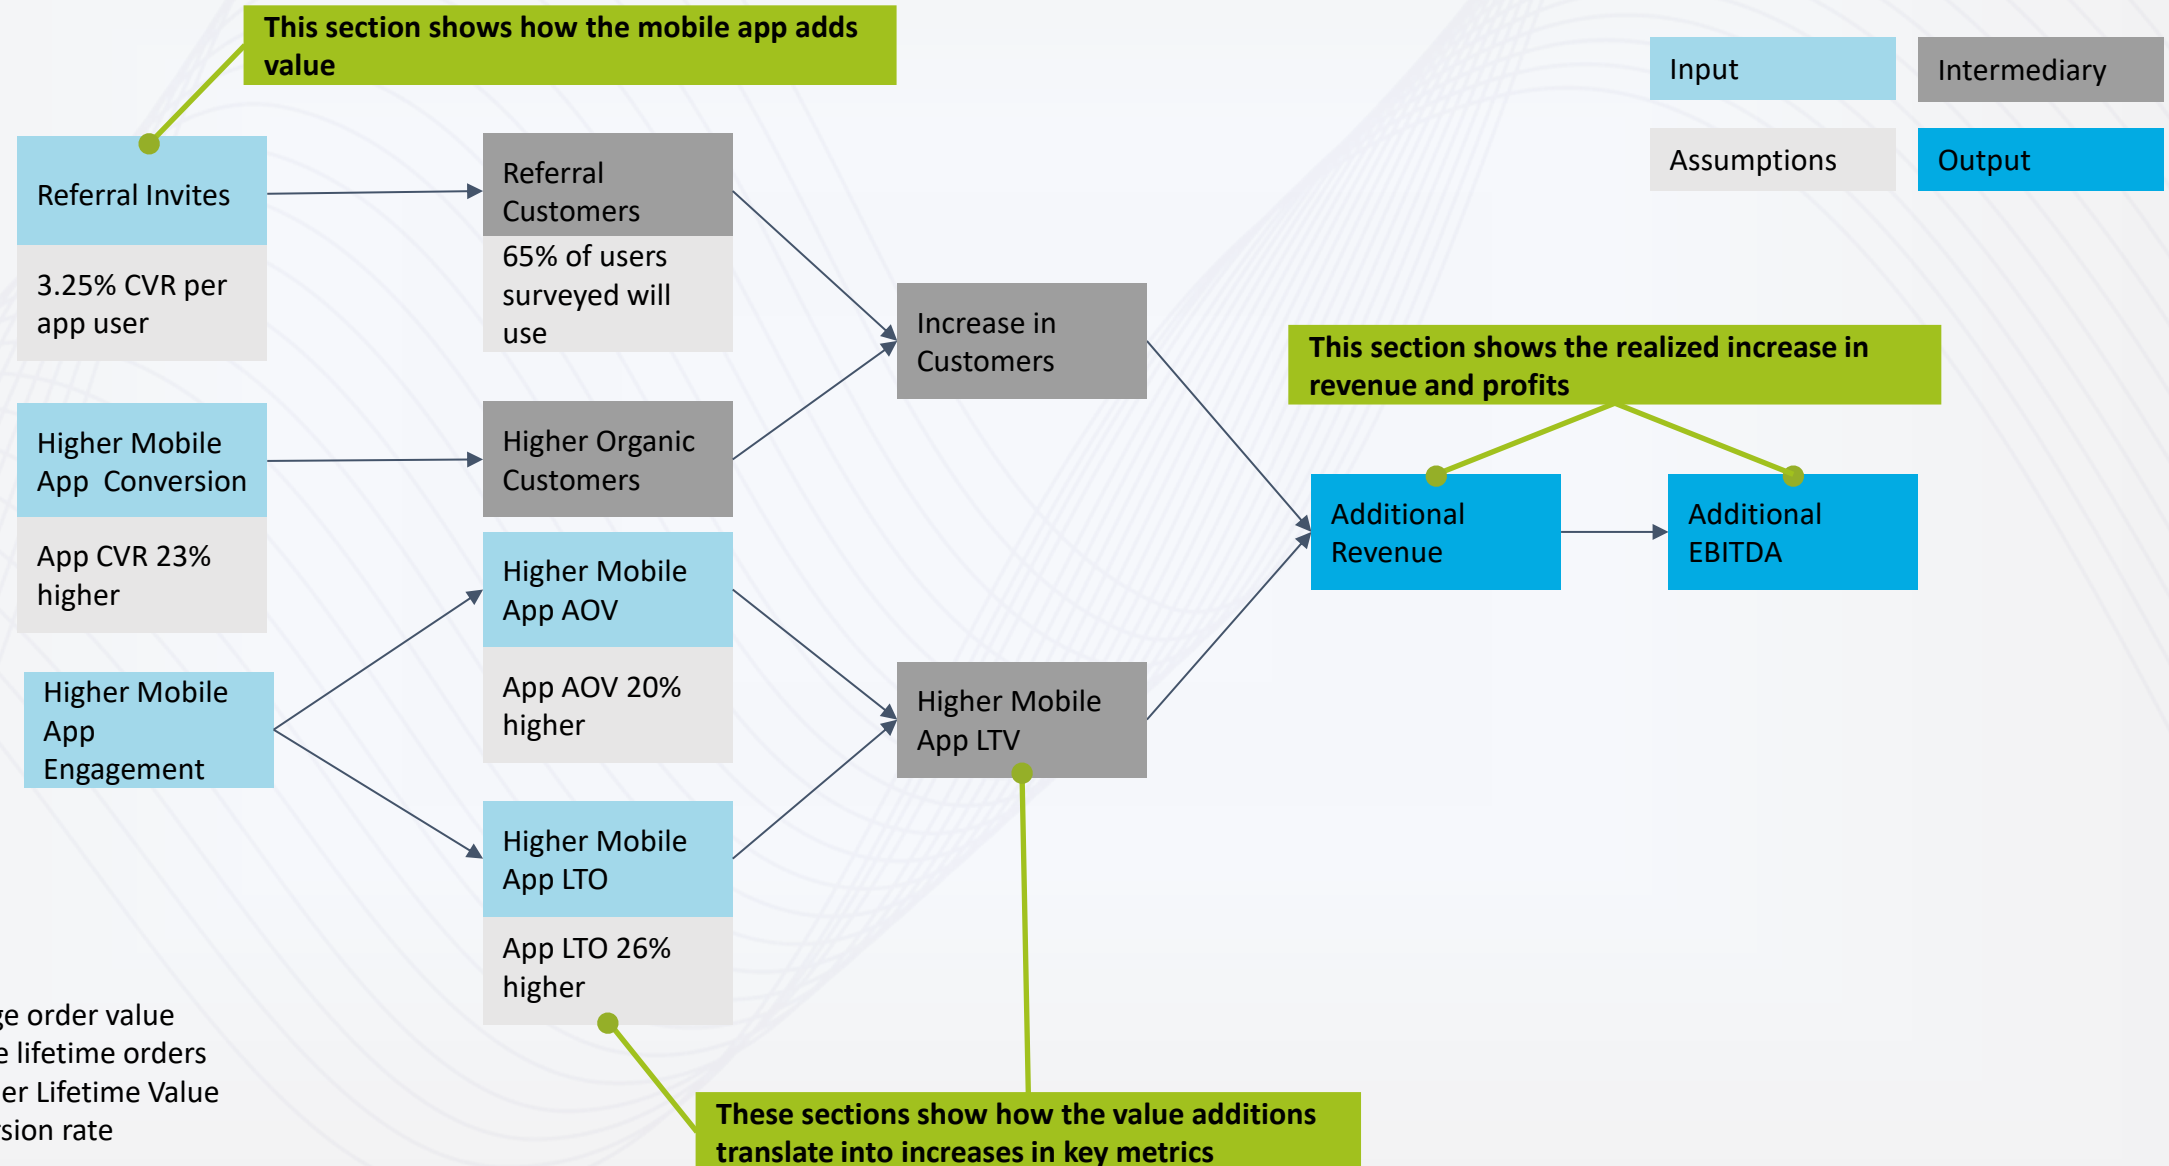 This section shows how the mobile app adds
value
Input
Intermediary
Assumptions
Output
Referral Invites
3.25% CVR per
app user
Referral
Customers
65% of users
surveyed will
use
Increase in
Customers
This section shows the realized increase in
revenue and profits
Higher Mobile
App Conversion
App CVR 23%
higher
Higher Organic
Customers
Higher Mobile
App AOV
App AOV 20%
higher
Additional
Revenue
Additional
EBITDA
Higher Mobile
App
Engagement
Higher Mobile
App LTV
Higher Mobile
App LTO
App LTO 26%
higher
order value
lifetime orders
Lifetime Value
rate
These sections show how the value additions
translate into increases in key metrics